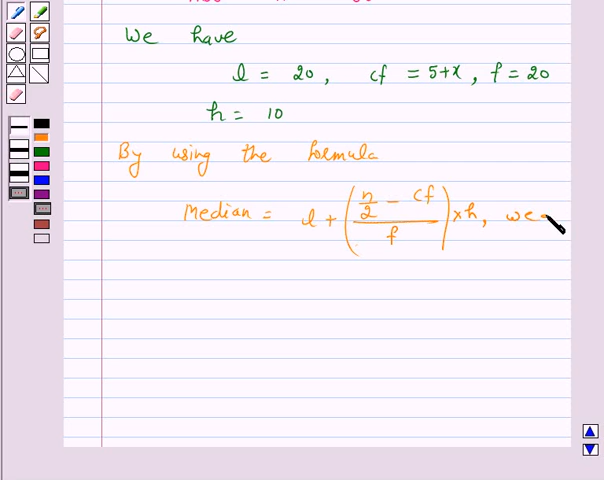 We have
l = 20, cf = 5+x, f = 20
h = 10
By using the formula
Median = l + ( (n/2 - cf) / f ) × h, we